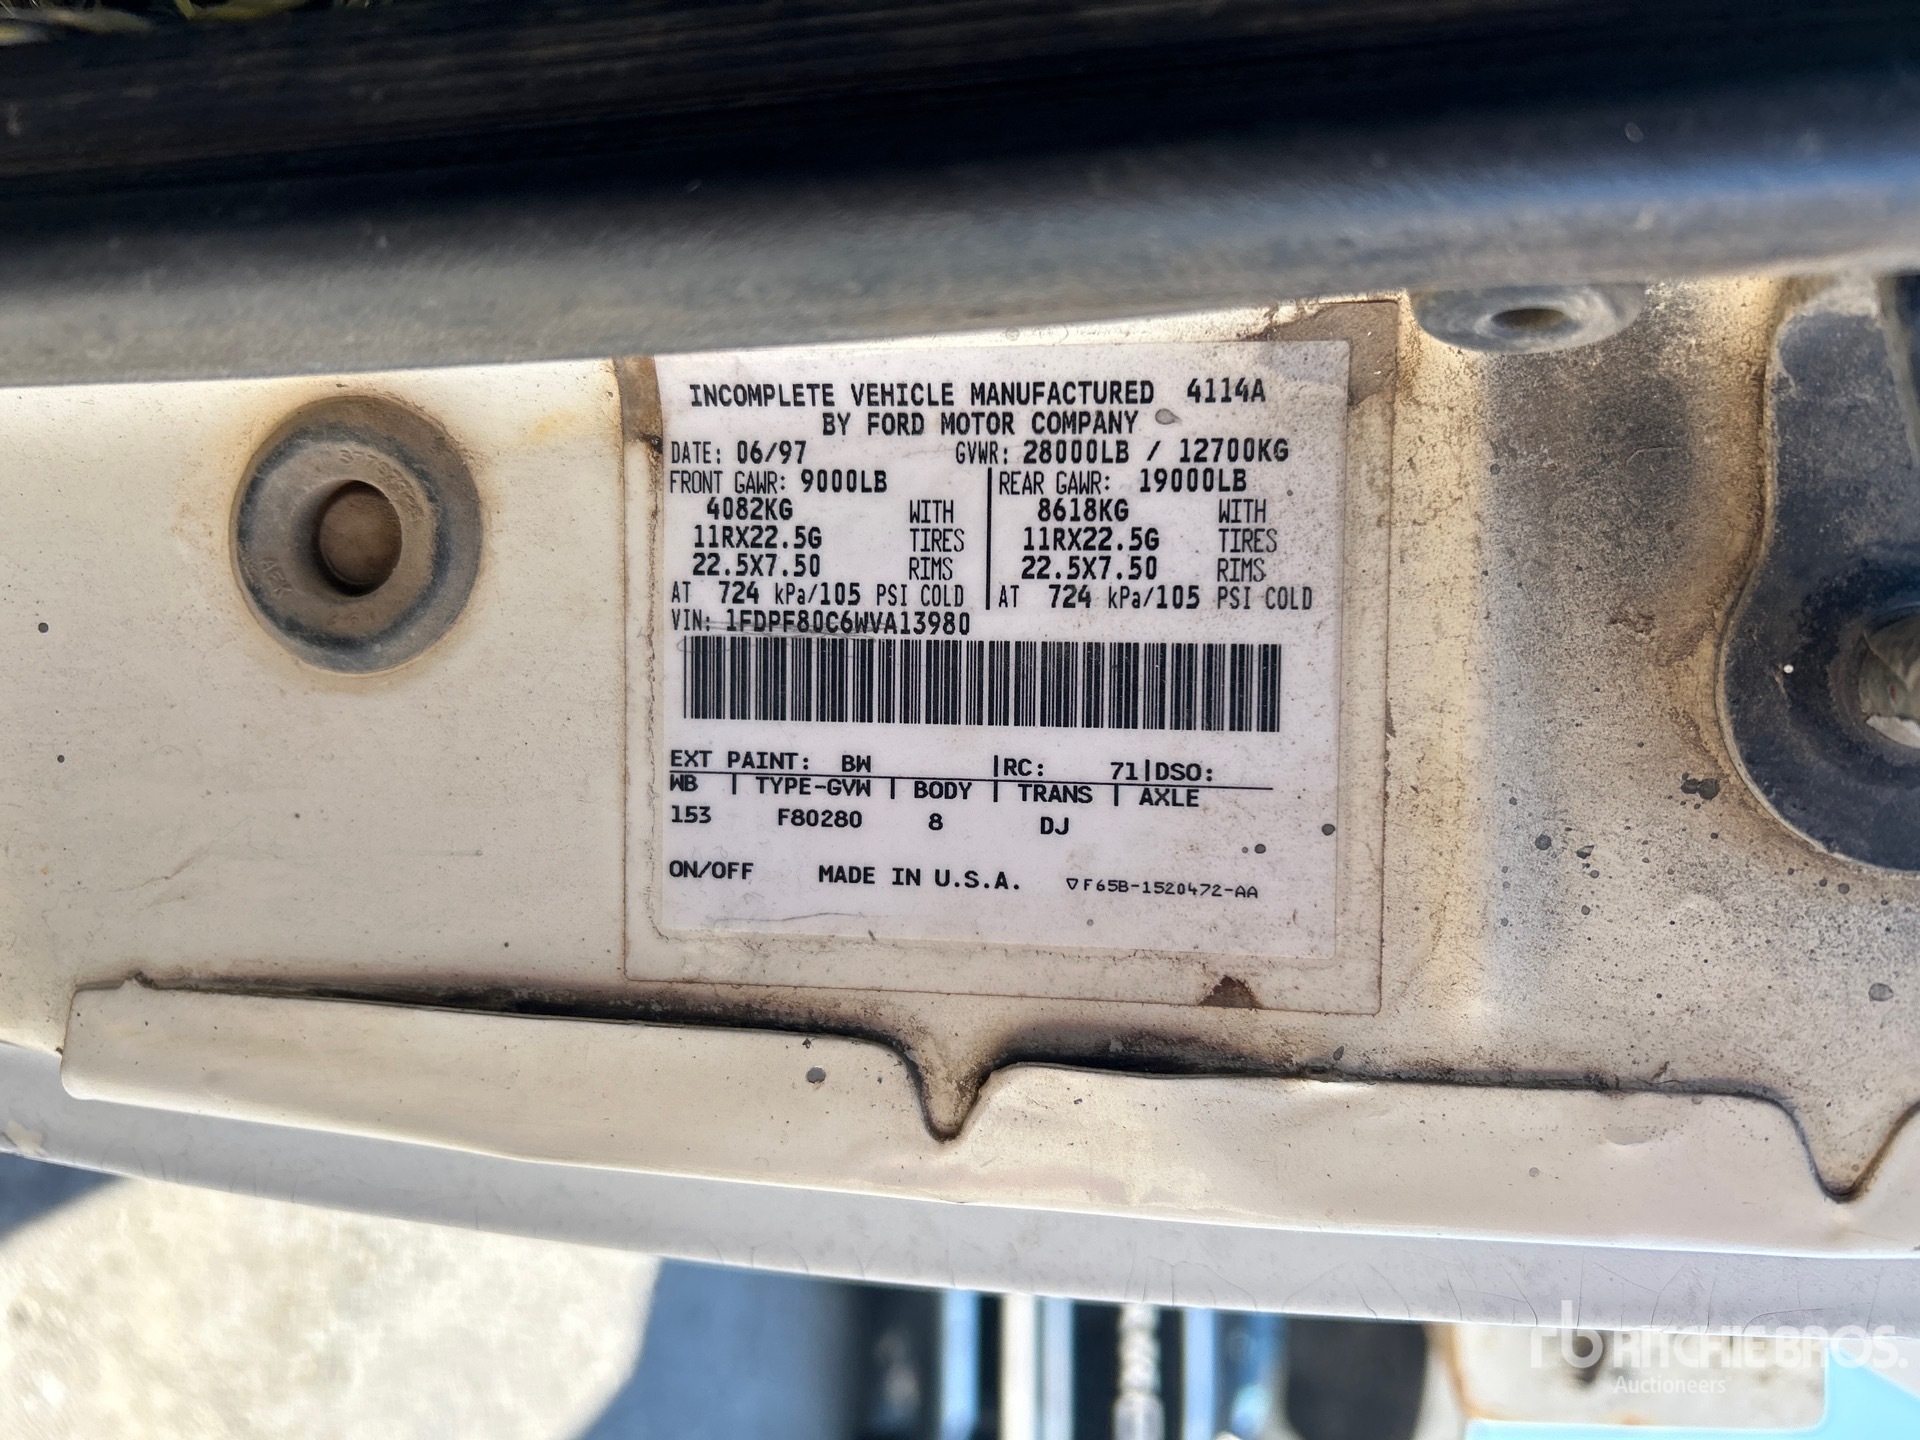 INCOMPLETE VEHICLE MANUFACTURED 4114A
BY FORD MOTOR COMPANY
DATE: 06/97 GVWR: 28000LB / 12700KG
FRONT GAWR: 9000LB REAR GAWR: 19000LB
4082KG WITH 8618KG WITH
11RX22.5G TIRES 11RX22.5G TIRES
22.5X7.50 RIMS 22.5X7.50 RIMS
AT 724 kPa/105 PSI COLD AT 724 kPa/105 PSI COLD
VIN: 1FDPF80C6WVA13980
EXT PAINT: BW |RC: 71|DSO:
WB | TYPE-GVW | BODY | TRANS | AXLE
153 F80280 8 DJ
ON/OFF MADE IN U.S.A. ▽F65B-1520472-AA
rb RITCHIE BROS.
Auctioneers